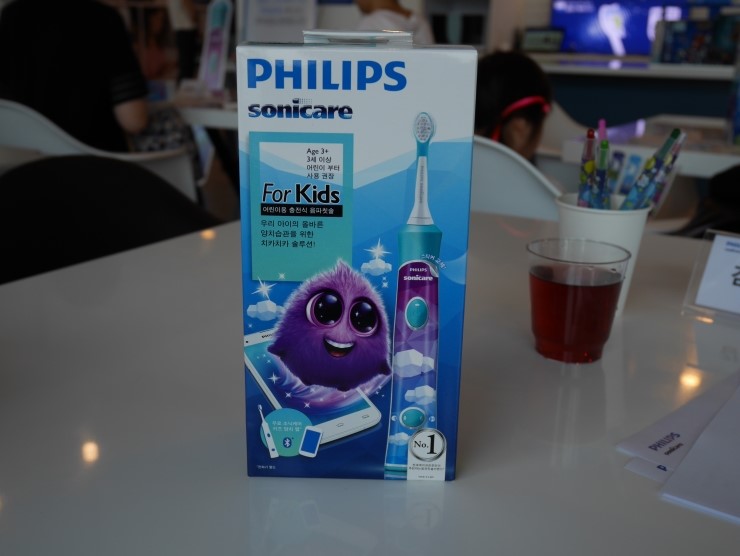 PHILIPS
sonicare
Age 3+
3세 이상
어린이 부터
사용 권장
For Kids
어린이용 충전식 음파칫솔
우리 아이의 올바른
양치습관을 위한
치카치카 솔루션!
PHILIPS
sonicare
No.1
PHILIPS
sonicare